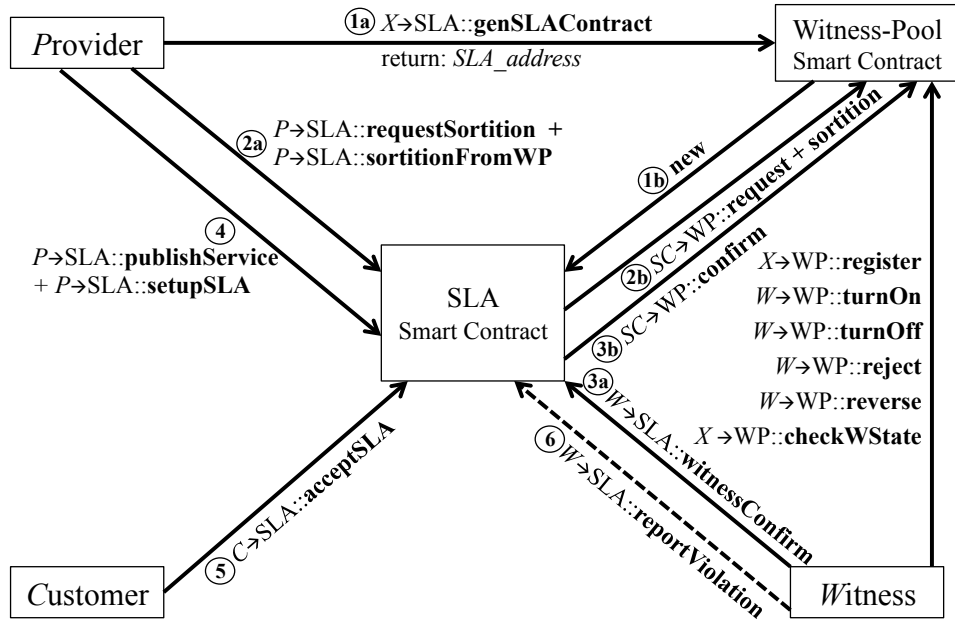 1a X→SLA::genSLAContract
return: SLA_address
Provider
Witness-Pool
Smart Contract
2a P→SLA::requestSortition +
P→SLA::sortitionFromWP
1b new
2b SC→WP::request + sortition
3b SC→WP::confirm
4
P→SLA::publishService
+ P→SLA::setupSLA
SLA
Smart Contract
X→WP::register
W→WP::turnOn
W→WP::turnOff
W→WP::reject
W→WP::reverse
X→WP::checkWState
3a W→SLA::witnessConfirm
6 W→SLA::reportViolation
5 C→SLA::acceptSLA
Customer
Witness